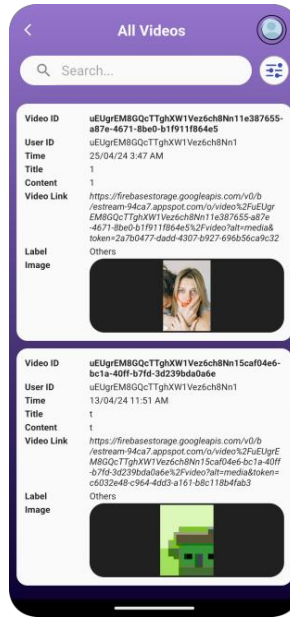 All Videos
Search...
Video ID uEUgrEM8GQcTTghXW1Vez6ch8Nn11e387655-
a87e-4671-8be0-b1f911f864e5
User ID uEUgrEM8GQcTTghXW1Vez6ch8Nn1
Time 25/04/24 3:47 AM
Title 1
Content 1
Video Link https://firebasestorage.googleapis.com/v0/b
/estream-94ca7.appspot.com/o/video%2FuEUgr
EM8GQcTTghXW1Vez6ch8Nn11e387655-a87e
-4671-8be0-b1f911f864e5%2Fvideo?alt=media&
token=2a7b0477-dadd-4307-b927-696b56ca9c32
Label Others
Image
Video ID uEUgrEM8GQcTTghXW1Vez6ch8Nn15caf04e6-
bc1a-40ff-b7fd-3d239bda0a6e
User ID uEUgrEM8GQcTTghXW1Vez6ch8Nn1
Time 13/04/24 11:51 AM
Title t
Content t
Video Link https://firebasestorage.googleapis.com/v0/b
/estream-94ca7.appspot.com/o/video%2FuEUgrE
M8GQcTTghXW1Vez6ch8Nn15caf04e6-bc1a-40ff
-b7fd-3d239bda0a6e%2Fvideo?alt=media&token=
c6032e48-c964-4dd3-a161-b8c118b4fab3
Label Others
Image